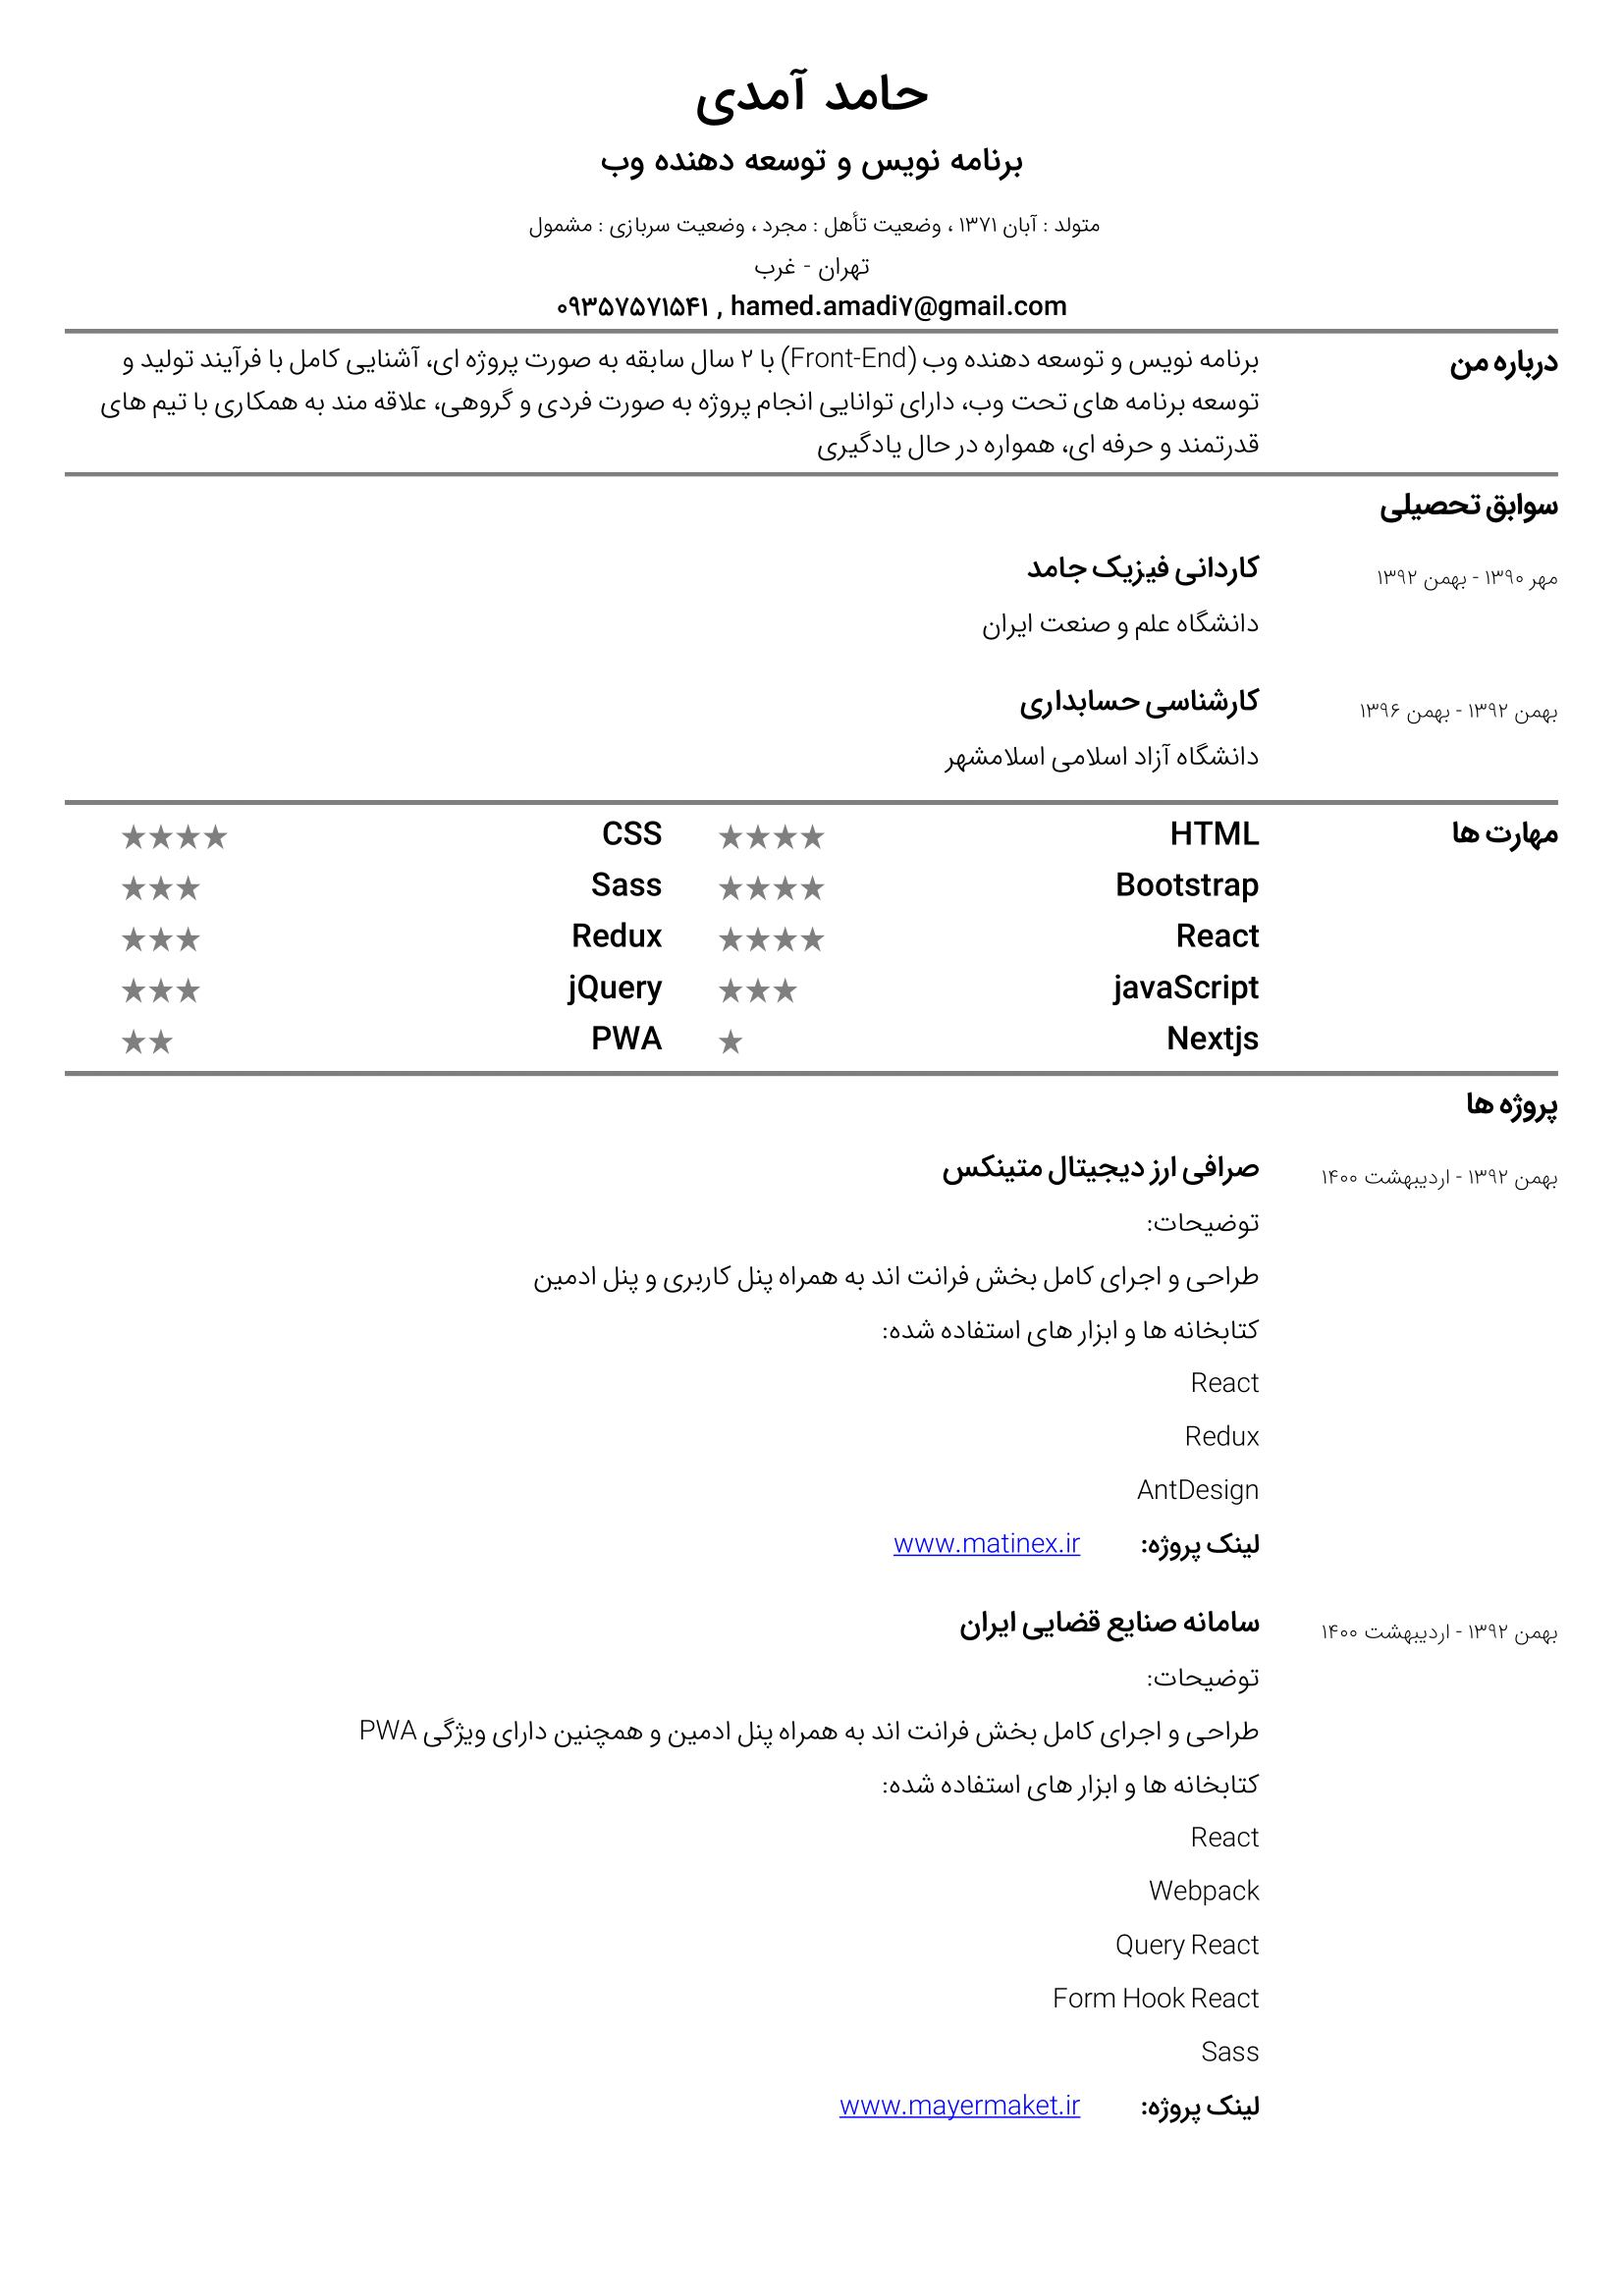 حامد آمدی
برنامه نویس و توسعه دهنده وب
متولد : آبان ۱۳۷۱ ، وضعیت تأهل : مجرد ، وضعیت سربازی : مشمول
تهران - غرب
۰۹۳۵۷۵۷۱۵۴۱ , hamed.amadi۷@gmail.com
درباره من
برنامه نویس و توسعه دهنده وب (Front-End) با ۲ سال سابقه به صورت پروژه ای، آشنایی کامل با فرآیند تولید و
توسعه برنامه های تحت وب، دارای توانایی انجام پروژه به صورت فردی و گروهی، علاقه مند به همکاری با تیم های
قدرتمند و حرفه ای، همواره در حال یادگیری
سوابق تحصیلی
مهر ۱۳۹۰ - بهمن ۱۳۹۲ کاردانی فیزیک جامد
دانشگاه علم و صنعت ایران
بهمن ۱۳۹۲ - بهمن ۱۳۹۶ کارشناسی حسابداری
دانشگاه آزاد اسلامی اسلامشهر
مهارت ها
HTML ★★★★ CSS ★★★★
Bootstrap ★★★★ Sass ★★★
React ★★★★ Redux ★★★
javaScript ★★★ jQuery ★★★
Nextjs ★ PWA ★★
پروژه ها
بهمن ۱۳۹۲ - اردیبهشت ۱۴۰۰ صرافی ارز دیجیتال متینکس
توضیحات:
طراحی و اجرای کامل بخش فرانت اند به همراه پنل کاربری و پنل ادمین
کتابخانه ها و ابزار های استفاده شده:
React
Redux
AntDesign
لینک پروژه: www.matinex.ir
بهمن ۱۳۹۲ - اردیبهشت ۱۴۰۰ سامانه صنایع قضایی ایران
توضیحات:
طراحی و اجرای کامل بخش فرانت اند به همراه پنل ادمین و همچنین دارای ویژگی PWA
کتابخانه ها و ابزار های استفاده شده:
React
Webpack
Query React
Form Hook React
Sass
لینک پروژه: www.mayermaket.ir